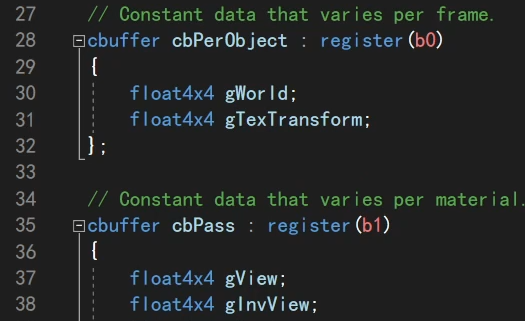 27 // Constant data that varies per frame.
28 cbuffer cbPerObject : register(b0)
29 {
30 float4x4 gWorld;
31 float4x4 gTexTransform;
32 };
33
34 // Constant data that varies per material.
35 cbuffer cbPass : register(b1)
36 {
37 float4x4 gView;
38 float4x4 gInvView;